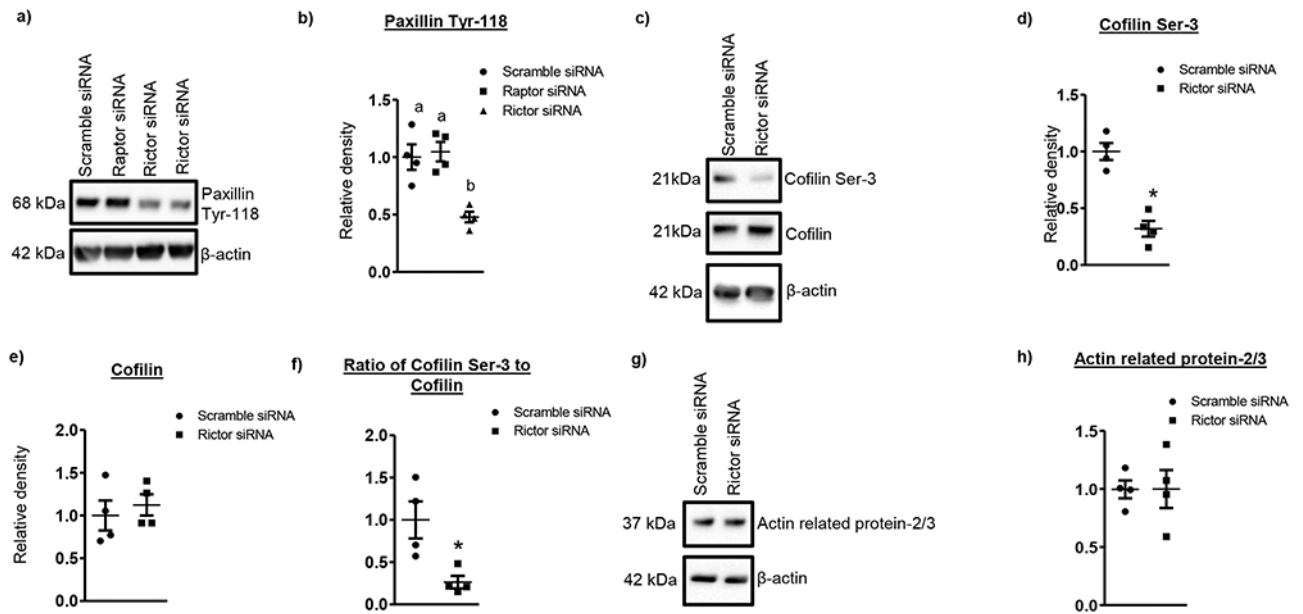 a)
Scramble siRNA
Raptor siRNA
Rictor siRNA
Rictor siRNA
68 kDa
Paxillin
Tyr-118
42 kDa
β-actin
b)
Paxillin Tyr-118
Scramble siRNA
Raptor siRNA
Rictor siRNA
Relative density
1.5
1.0
0.5
0.0
a
a
b
c)
Scramble siRNA
Rictor siRNA
21kDa
Cofilin Ser-3
21kDa
Cofilin
42 kDa
β-actin
d)
Cofilin Ser-3
Scramble siRNA
Rictor siRNA
Relative density
1.5
1.0
0.5
0.0
*
e)
Cofilin
Scramble siRNA
Rictor siRNA
Relative density
2.0
1.5
1.0
0.5
0.0
f)
Ratio of Cofilin Ser-3 to
Cofilin
Scramble siRNA
Rictor siRNA
2.0
1.5
1.0
0.5
0.0
*
g)
Scramble siRNA
Rictor siRNA
37 kDa
Actin related protein-2/3
42 kDa
β-actin
h)
Actin related protein-2/3
Scramble siRNA
Rictor siRNA
1.5
1.0
0.5
0.0